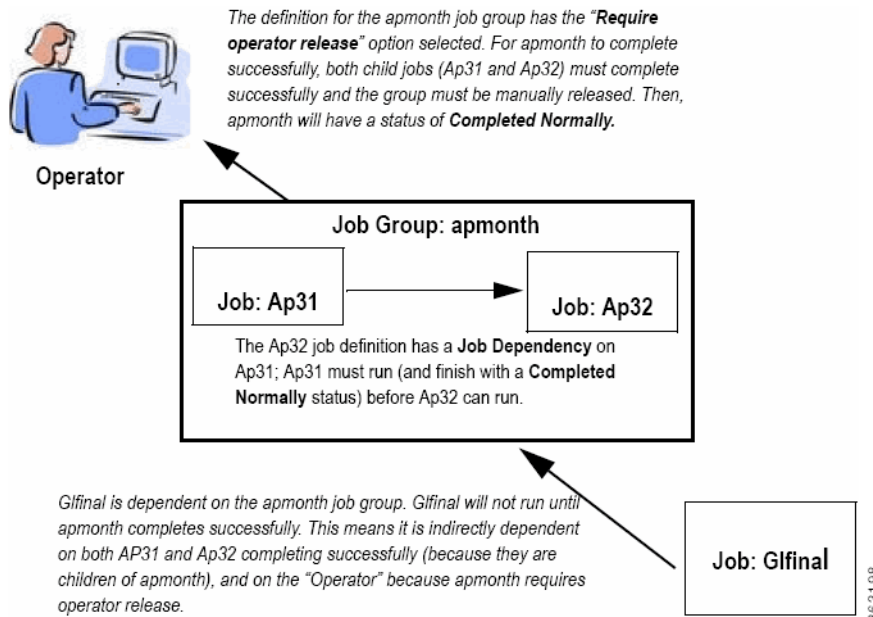 The definition for the apmonth job group has the "Require
operator release" option selected. For apmonth to complete
successfully, both child jobs (Ap31 and Ap32) must complete
successfully and the group must be manually released. Then,
apmonth will have a status of Completed Normally.
Operator
Job Group: apmonth
Job: Ap31
Job: Ap32
The Ap32 job definition has a Job Dependency on
Ap31; Ap31 must run (and finish with a Completed
Normally status) before Ap32 can run.
Glfinal is dependent on the apmonth job group. Glfinal will not run until
apmonth completes successfully. This means it is indirectly dependent
on both AP31 and Ap32 completing successfully (because they are
children of apmonth), and on the "Operator" because apmonth requires
operator release.
Job: Glfinal